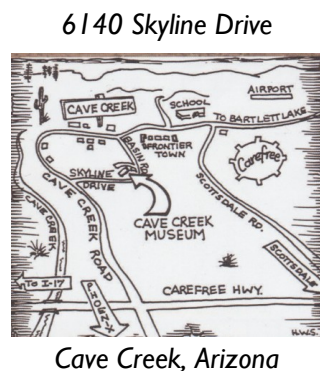 6140 Skyline Drive
AIRPORT
CAVE CREEK
SCHOOL
TO BARTLETT LAKE
BASIN RD.
FRONTIER
TOWN
Carefree
SKYLINE
DRIVE
CAVE CREEK
MUSEUM
CAVE CREEK
CAVE CREEK ROAD
SCOTTSDALE RD.
SCOTTSDALE
TO I-17
CAREFREE HWY.
PHOENIX
H.W.S.
Cave Creek, Arizona